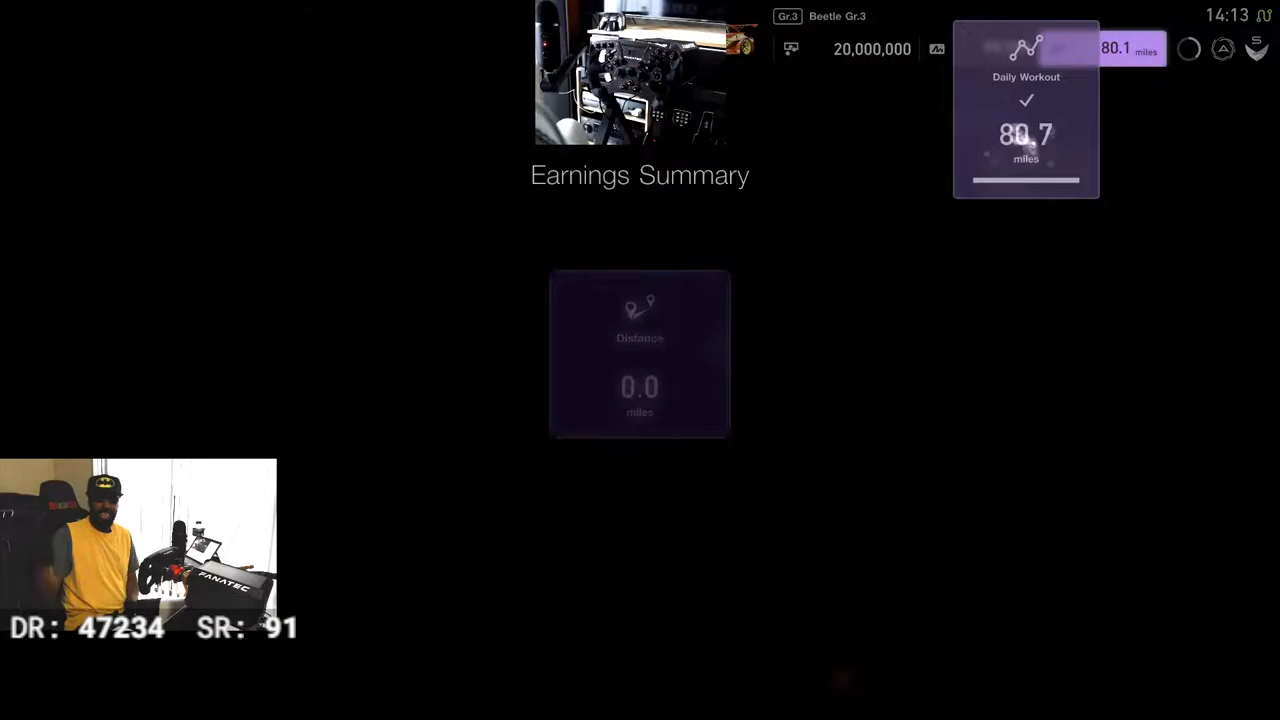 Gr.3 Beetle Gr.3
14:13
20,000,000
80.1 miles
S
Daily Workout
80.7
miles
FANATEC
Earnings Summary
Distance
0.0
miles
FANATEC
DR: 47234 SR: 91